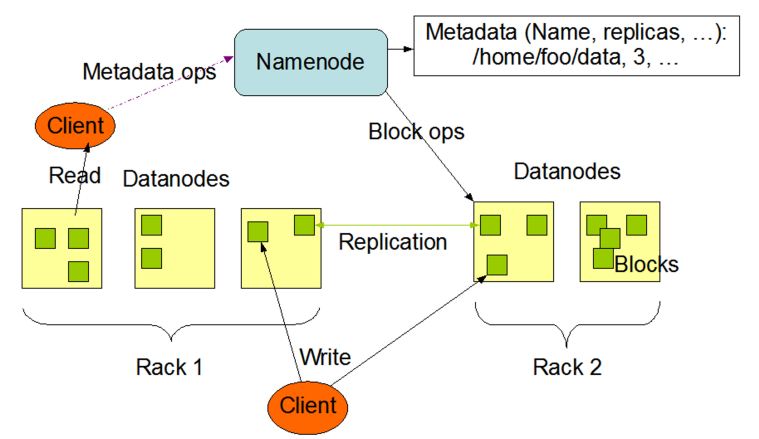 Metadata (Name, replicas, …):
/home/foo/data, 3, …
Namenode
Metadata ops
Client
Block ops
Read
Datanodes
Datanodes
Replication
Blocks
Rack 1
Write
Rack 2
Client